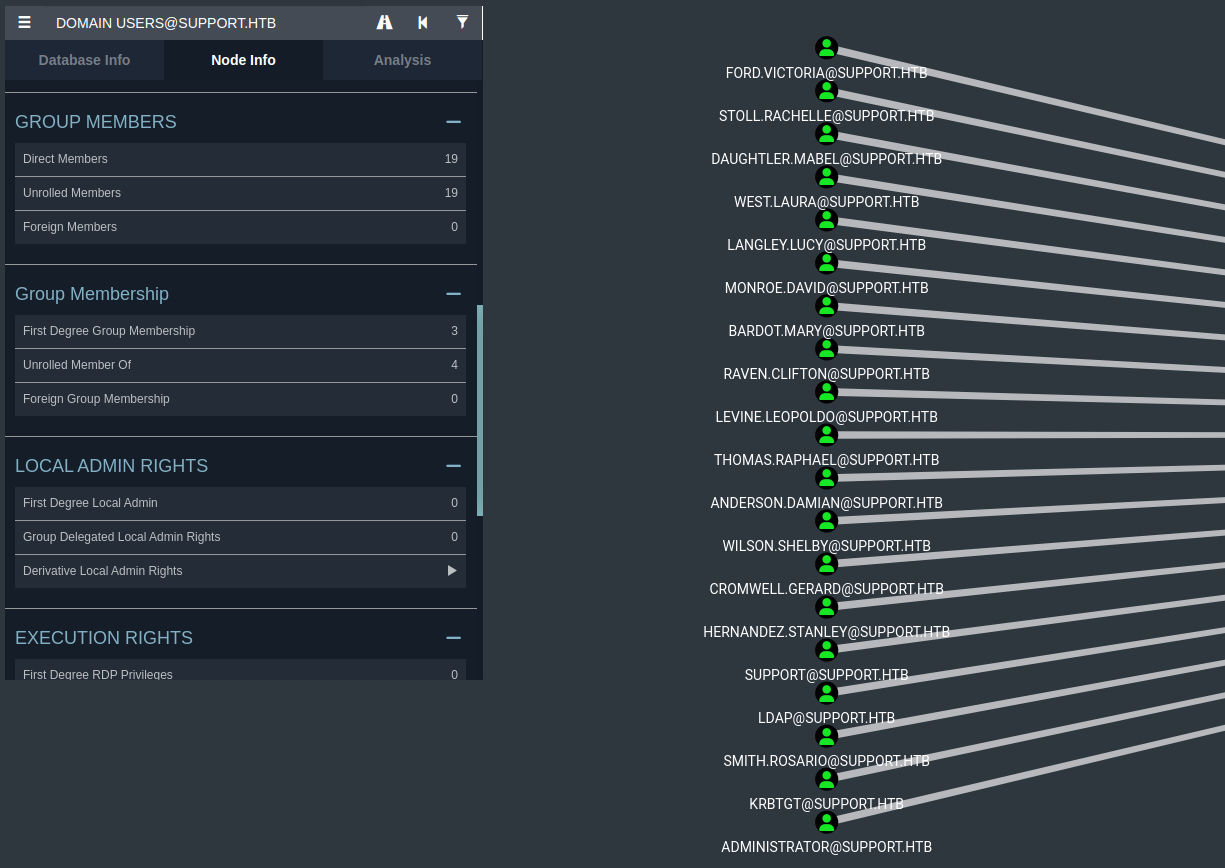 DOMAIN USERS@SUPPORT.HTB
Database Info Node Info Analysis
GROUP MEMBERS
Direct Members 19
Unrolled Members 19
Foreign Members 0
Group Membership
First Degree Group Membership 3
Unrolled Member Of 4
Foreign Group Membership 0
LOCAL ADMIN RIGHTS
First Degree Local Admin 0
Group Delegated Local Admin Rights 0
Derivative Local Admin Rights
EXECUTION RIGHTS
First Degree RDP Privileges 0
FORD.VICTORIA@SUPPORT.HTB
STOLL.RACHELLE@SUPPORT.HTB
DAUGHTLER.MABEL@SUPPORT.HTB
WEST.LAURA@SUPPORT.HTB
LANGLEY.LUCY@SUPPORT.HTB
MONROE.DAVID@SUPPORT.HTB
BARDOT.MARY@SUPPORT.HTB
RAVEN.CLIFTON@SUPPORT.HTB
LEVINE.LEOPOLDO@SUPPORT.HTB
THOMAS.RAPHAEL@SUPPORT.HTB
ANDERSON.DAMIAN@SUPPORT.HTB
WILSON.SHELBY@SUPPORT.HTB
CROMWELL.GERARD@SUPPORT.HTB
HERNANDEZ.STANLEY@SUPPORT.HTB
SUPPORT@SUPPORT.HTB
LDAP@SUPPORT.HTB
SMITH.ROSARIO@SUPPORT.HTB
KRBTGT@SUPPORT.HTB
ADMINISTRATOR@SUPPORT.HTB